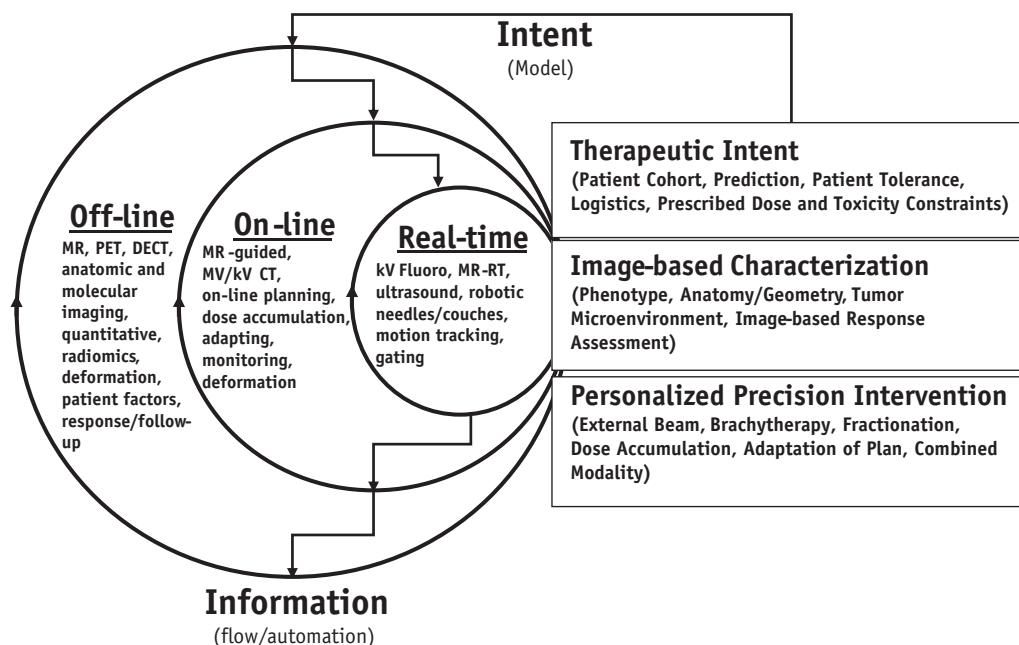 Intent
(Model)
Therapeutic Intent
(Patient Cohort, Prediction, Patient Tolerance,
Logistics, Prescribed Dose and Toxicity Constraints)
Off-line
MR, PET, DECT,
anatomic and
molecular
imaging,
quantitative,
radiomics,
deformation,
patient factors,
response/follow-
up
On-line
MR-guided,
MV/kV CT,
on-line planning,
dose accumulation,
adapting,
monitoring,
deformation
Real-time
kV Fluoro, MR-RT,
ultrasound, robotic
needles/couches,
motion tracking,
gating
Image-based Characterization
(Phenotype, Anatomy/Geometry, Tumor
Microenvironment, Image-based Response
Assessment)
Personalized Precision Intervention
(External Beam, Brachytherapy, Fractionation,
Dose Accumulation, Adaptation of Plan, Combined
Modality)
Information
(flow/automation)